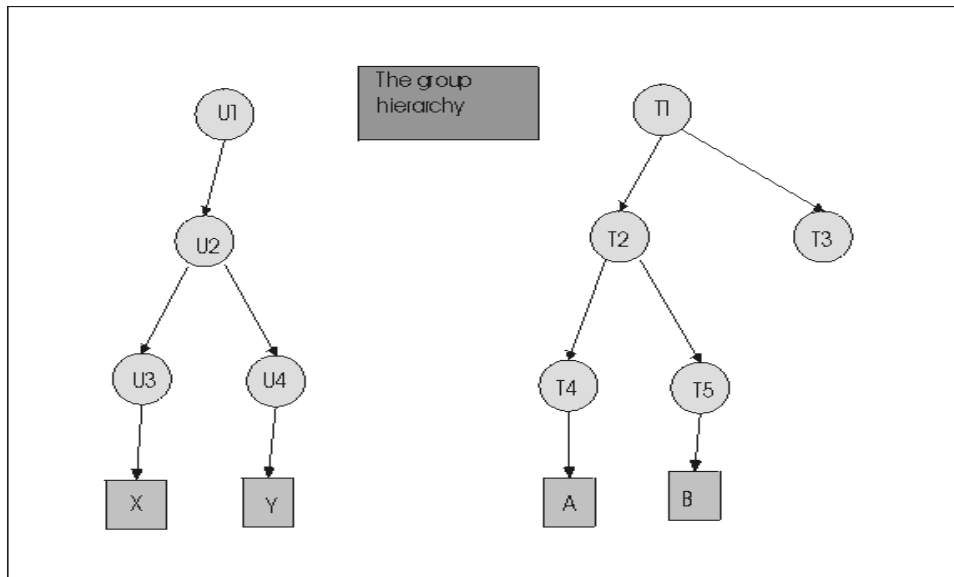 The group
hierarchy
U1
T1
U2
T2
T3
U3
U4
T4
T5
X
Y
A
B